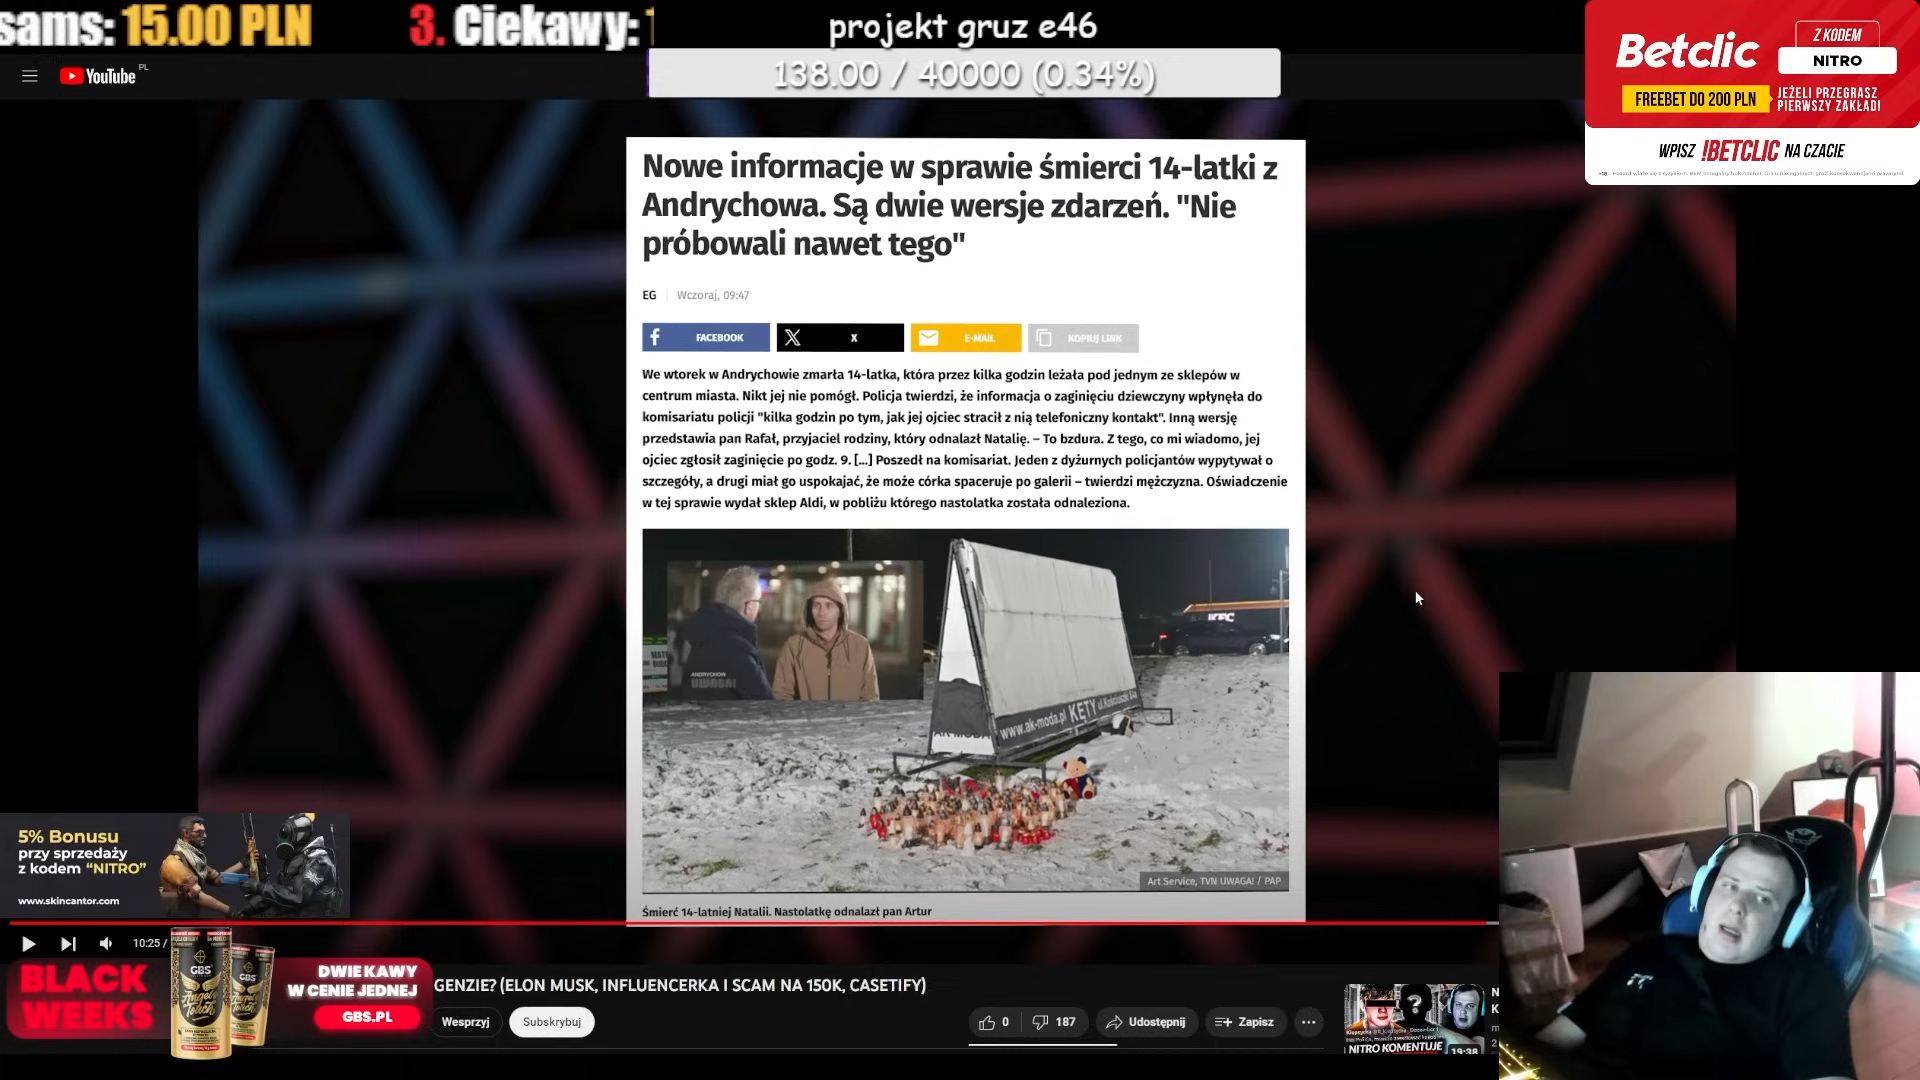 sams: 15.00 PLN
3. Ciekawy:
projekt gruz e46
138.00 / 40000 (0.34%)
YouTube PL
Betclic
Z KODEM
NITRO
FREEBET DO 200 PLN
JEŻELI PRZEGRASZ
PIERWSZY ZAKŁAD!
WPISZ !BETCLIC NA CZACIE
Nowe informacje w sprawie śmierci 14-latki z
Andrychowa. Są dwie wersje zdarzeń. "Nie
próbowali nawet tego"
EG
Wczoraj, 09:47
FACEBOOK
X
E-MAIL
KOPIUJ LINK
We wtorek w Andrychowie zmarła 14-latka, która przez kilka godzin leżała pod jednym ze sklepów w
centrum miasta. Nikt jej nie pomógł. Policja twierdzi, że informacja o zaginięciu dziewczyny wpłynęła do
komisariatu policji "kilka godzin po tym, jak jej ojciec stracił z nią telefoniczny kontakt". Inną wersję
przedstawia pan Rafał, przyjaciel rodziny, który odnalazł Natalię. – To bzdura. Z tego, co mi wiadomo, jej
ojciec zgłosił zaginięcie po godz. 9. [...] Poszedł na komisariat. Jeden z dyżurnych policjantów wypytywał o
szczegóły, a drugi miał go uspokajać, że może córka spaceruje po galerii – twierdzi mężczyzna. Oświadczenie
w tej sprawie wydał sklep Aldi, w pobliżu którego nastolatka została odnaleziona.
KFC
ANDRYCHÓW
UWAGA!
www.ak-moda.pl KĘTY
AK-MODA
Art Service, TVN UWAGA! / PAP
Śmierć 14-latniej Natalii. Nastolatkę odnalazł pan Artur
5% Bonusu
przy sprzedaży
z kodem "NITRO"
www.skincantor.com
10:25 /
BLACK
WEEKS
GBS
Angel's
Touch
DWIE KAWY
W CENIE JEDNEJ
GBS.PL
GENZIE? (ELON MUSK, INFLUENCERKA I SCAM NA 150K, CASETIFY)
Wesprzyj
Subskrybuj
0
187
Udostępnij
Zapisz
NITRO KOMENTUJE
19:38
N
K